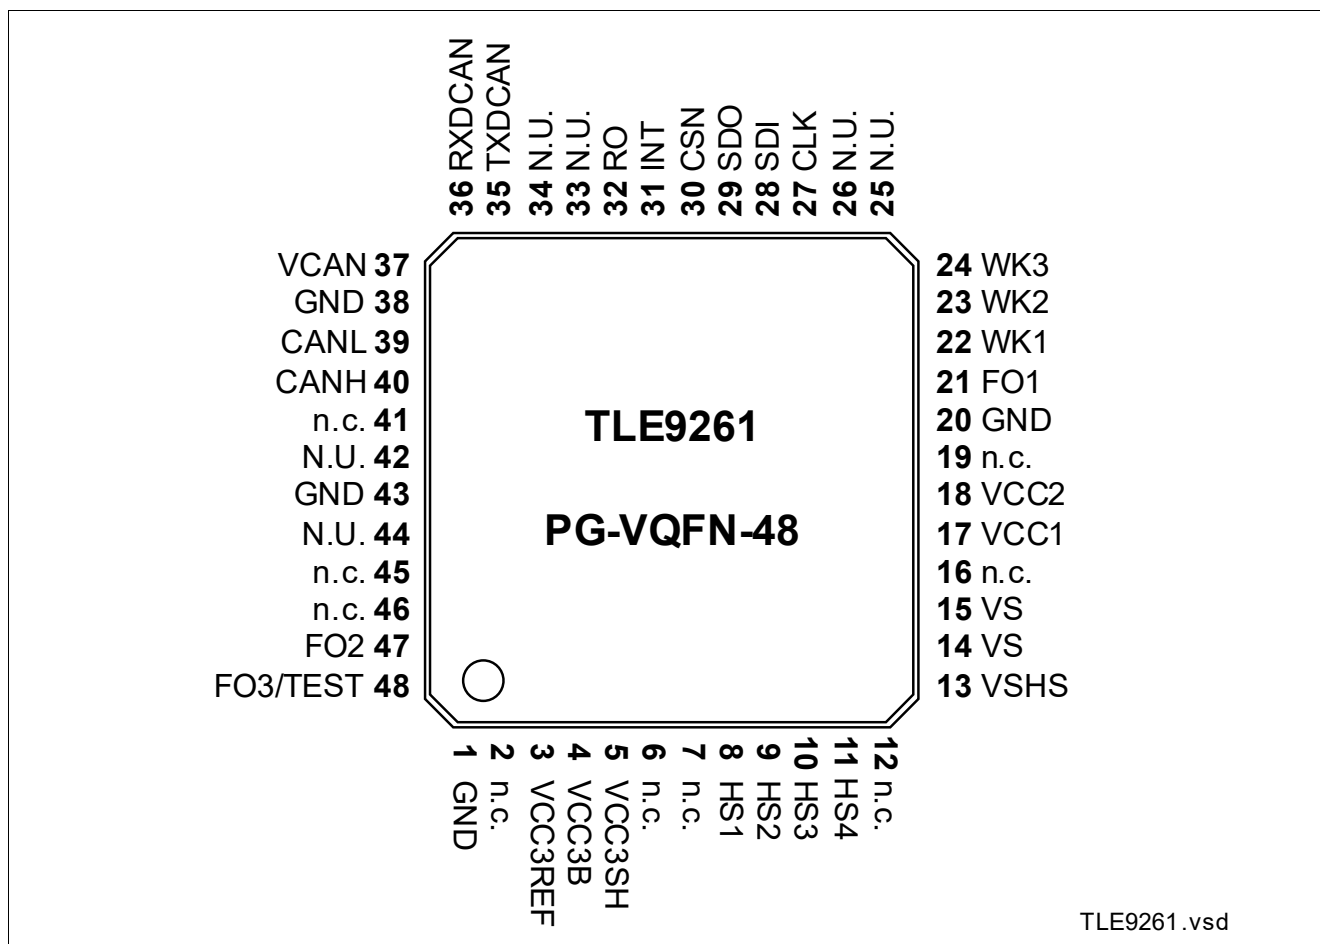 36 RXDCAN
35 TXDCAN
34 N.U.
33 N.U.
32 RO
31 INT
30 CSN
29 SDO
28 SDI
27 CLK
26 N.U.
25 N.U.
VCAN 37
GND 38
CANL 39
CANH 40
n.c. 41
N.U. 42
GND 43
N.U. 44
n.c. 45
n.c. 46
FO2 47
FO3/TEST 48
TLE9261
PG-VQFN-48
24 WK3
23 WK2
22 WK1
21 FO1
20 GND
19 n.c.
18 VCC2
17 VCC1
16 n.c.
15 VS
14 VS
13 VSHS
1 GND
2 n.c.
3 VCC3REF
4 VCC3B
5 VCC3SH
6 n.c.
7 n.c.
8 HS1
9 HS2
10 HS3
11 HS4
12 n.c.
TLE9261.vsd